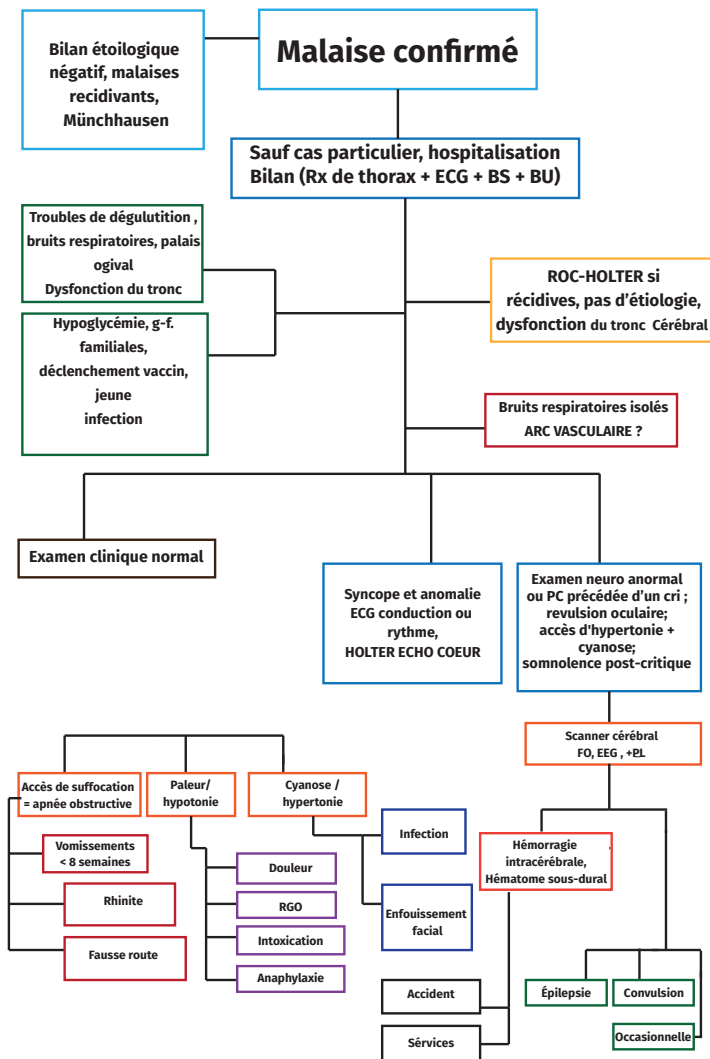 Bilan étoilogique
négatif, malaises
recidivants,
Münchhausen
Malaise confirmé
Sauf cas particulier, hospitalisation
Bilan (Rx de thorax + ECG + BS + BU)
Troubles de dégulutition ,
bruits respiratoires, palais
ogival
Dysfonction du tronc
Hypoglycémie, g-f.
familiales,
déclenchement vaccin,
jeune
infection
ROC-HOLTER si
récidives, pas d'étiologie,
dysfonction du tronc Cérébral
Bruits respiratoires isolés
ARC VASCULAIRE ?
Examen clinique normal
Syncope et anomalie
ECG conduction ou
rythme,
HOLTER ECHO COEUR
Examen neuro anormal
ou PC précédée d'un cri ;
revulsion oculaire;
accès d'hypertonie +
cyanose;
somnolence post-critique
Scanner cérébral
FO, EEG , +PL
Accès de suffocation
= apnée obstructive
Paleur/
hypotonie
Cyanose /
hypertonie
Vomissements
< 8 semaines
Rhinite
Fausse route
Douleur
RGO
Intoxication
Anaphylaxie
Infection
Enfouissement
facial
Hémorragie
intracérébrale,
Hématome sous-dural
Accident
Sérvices
Épilepsie
Convulsion
Occasionnelle